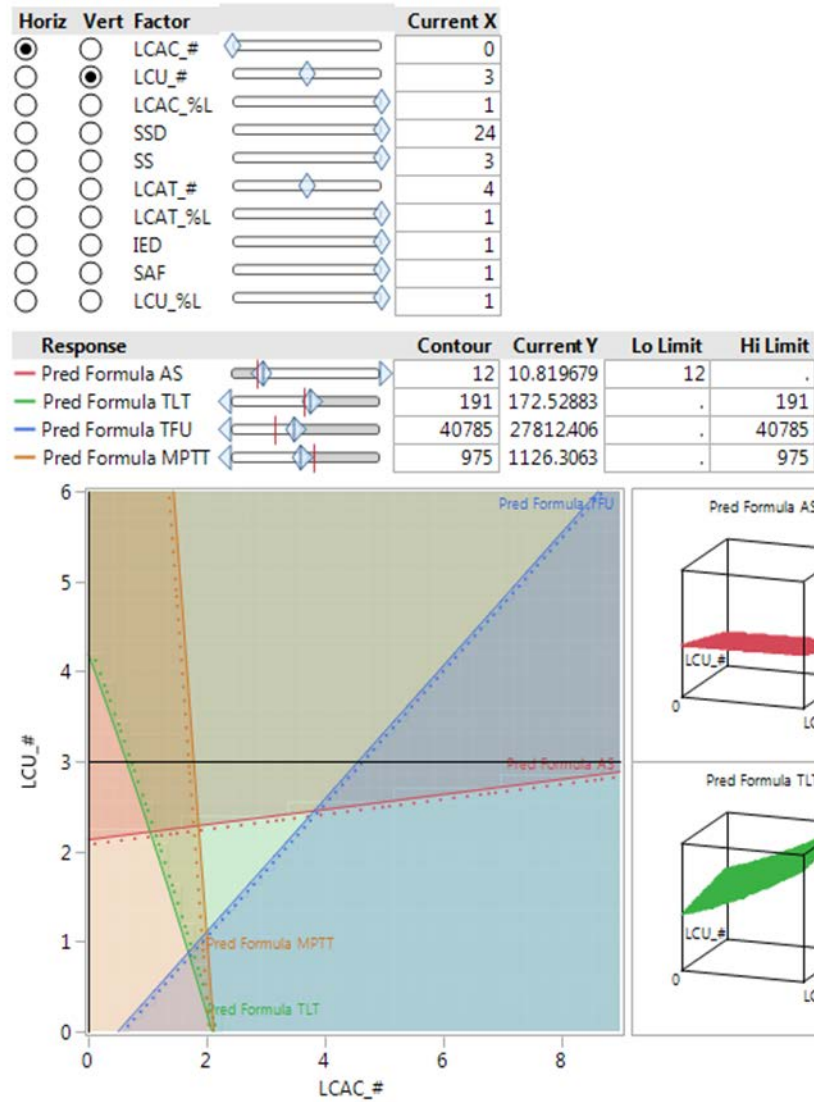 Horiz Vert Factor Current X
LCAC_# 0
LCU_# 3
LCAC_%L 1
SSD 24
SS 3
LCAT_# 4
LCAT_%L 1
IED 1
SAF 1
LCU_%L 1
Response Contour Current Y Lo Limit Hi Limit
Pred Formula AS 12 10.819679 12 .
Pred Formula TLT 191 172.52883 . 191
Pred Formula TFU 40785 27812.406 . 40785
Pred Formula MPTT 975 1126.3063 . 975
6
5
4
3
2
1
0
LCU_#
Pred Formula TFU
Pred Formula AS
Pred Formula MPTT
Pred Formula TLT
0 2 4 6 8
LCAC_#
Pred Formula AS
LCU_#
0
LC
Pred Formula TLT
LCU_#
0
LC